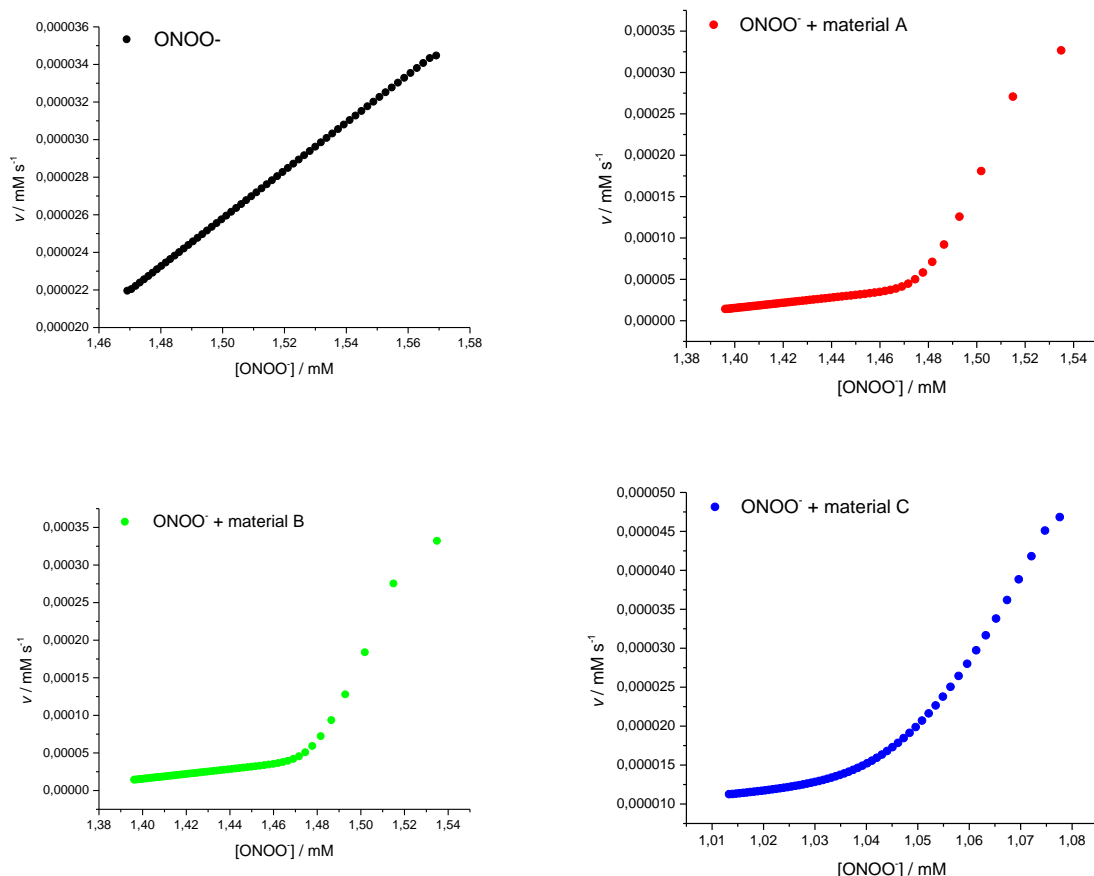 ONOO-
0,000036
0,000034
0,000032
0,000030
0,000028
0,000026
0,000024
0,000022
0,000020
v / mM s⁻¹
1,46 1,48 1,50 1,52 1,54 1,56 1,58
[ONOO⁻] / mM
ONOO⁻ + material A
0,00035
0,00030
0,00025
0,00020
0,00015
0,00010
0,00005
0,00000
v / mM s⁻¹
1,38 1,40 1,42 1,44 1,46 1,48 1,50 1,52 1,54
[ONOO⁻] / mM
ONOO⁻ + material B
0,00035
0,00030
0,00025
0,00020
0,00015
0,00010
0,00005
0,00000
v / mM s⁻¹
1,38 1,40 1,42 1,44 1,46 1,48 1,50 1,52 1,54
[ONOO⁻] / mM
ONOO⁻ + material C
0,000050
0,000045
0,000040
0,000035
0,000030
0,000025
0,000020
0,000015
0,000010
v / mM s⁻¹
1,01 1,02 1,03 1,04 1,05 1,06 1,07 1,08
[ONOO⁻] / mM